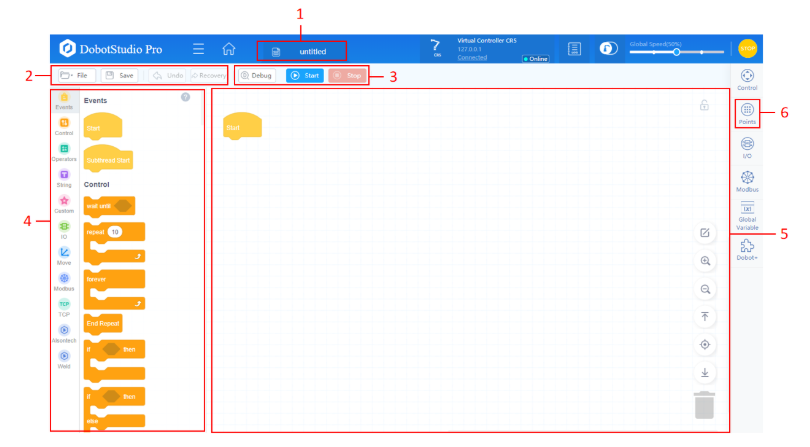 1
DobotStudio Pro
untitled
CR5
Virtual Controller CR5
127.0.0.1
Connected
Online
Global Speed(50%)
STOP
2
File
Save
Undo
Recovery
Debug
Start
Stop
3
Control
Events
Control
Operators
String
Custom
IO
Move
Modbus
TCP
TCP
Weld
Events
Start
Subthread Start
Control
wait until
repeat 10
forever
End Repeat
if then
if then
else
4
Start
5
Points
6
I/O
Modbus
Global
Variable
Dobot+